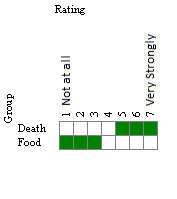 Rating
Not at all
Very Strongly
1 2 3 4 5 6 7
Group
Death
Food